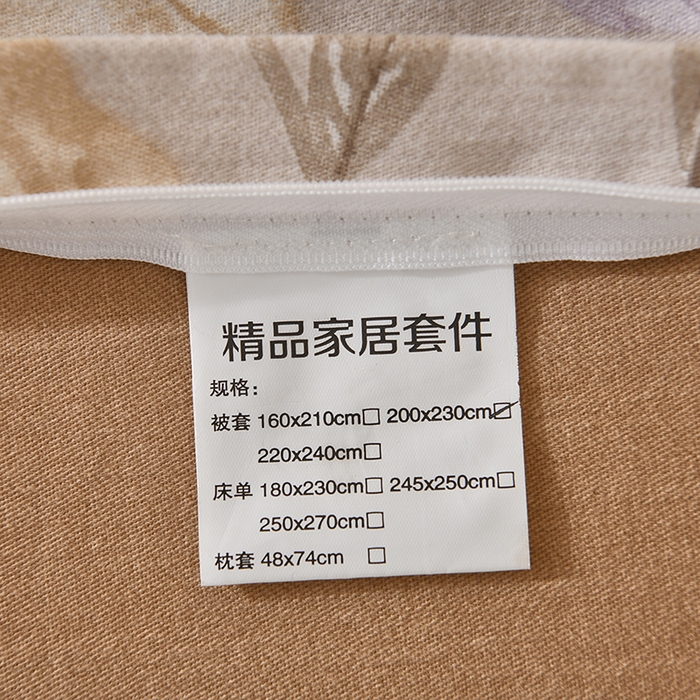 精品家居套件
规格：
被套 160x210cm□ 200x230cm☑
220x240cm□
床单 180x230cm□ 245x250cm□
250x270cm□
枕套 48x74cm □